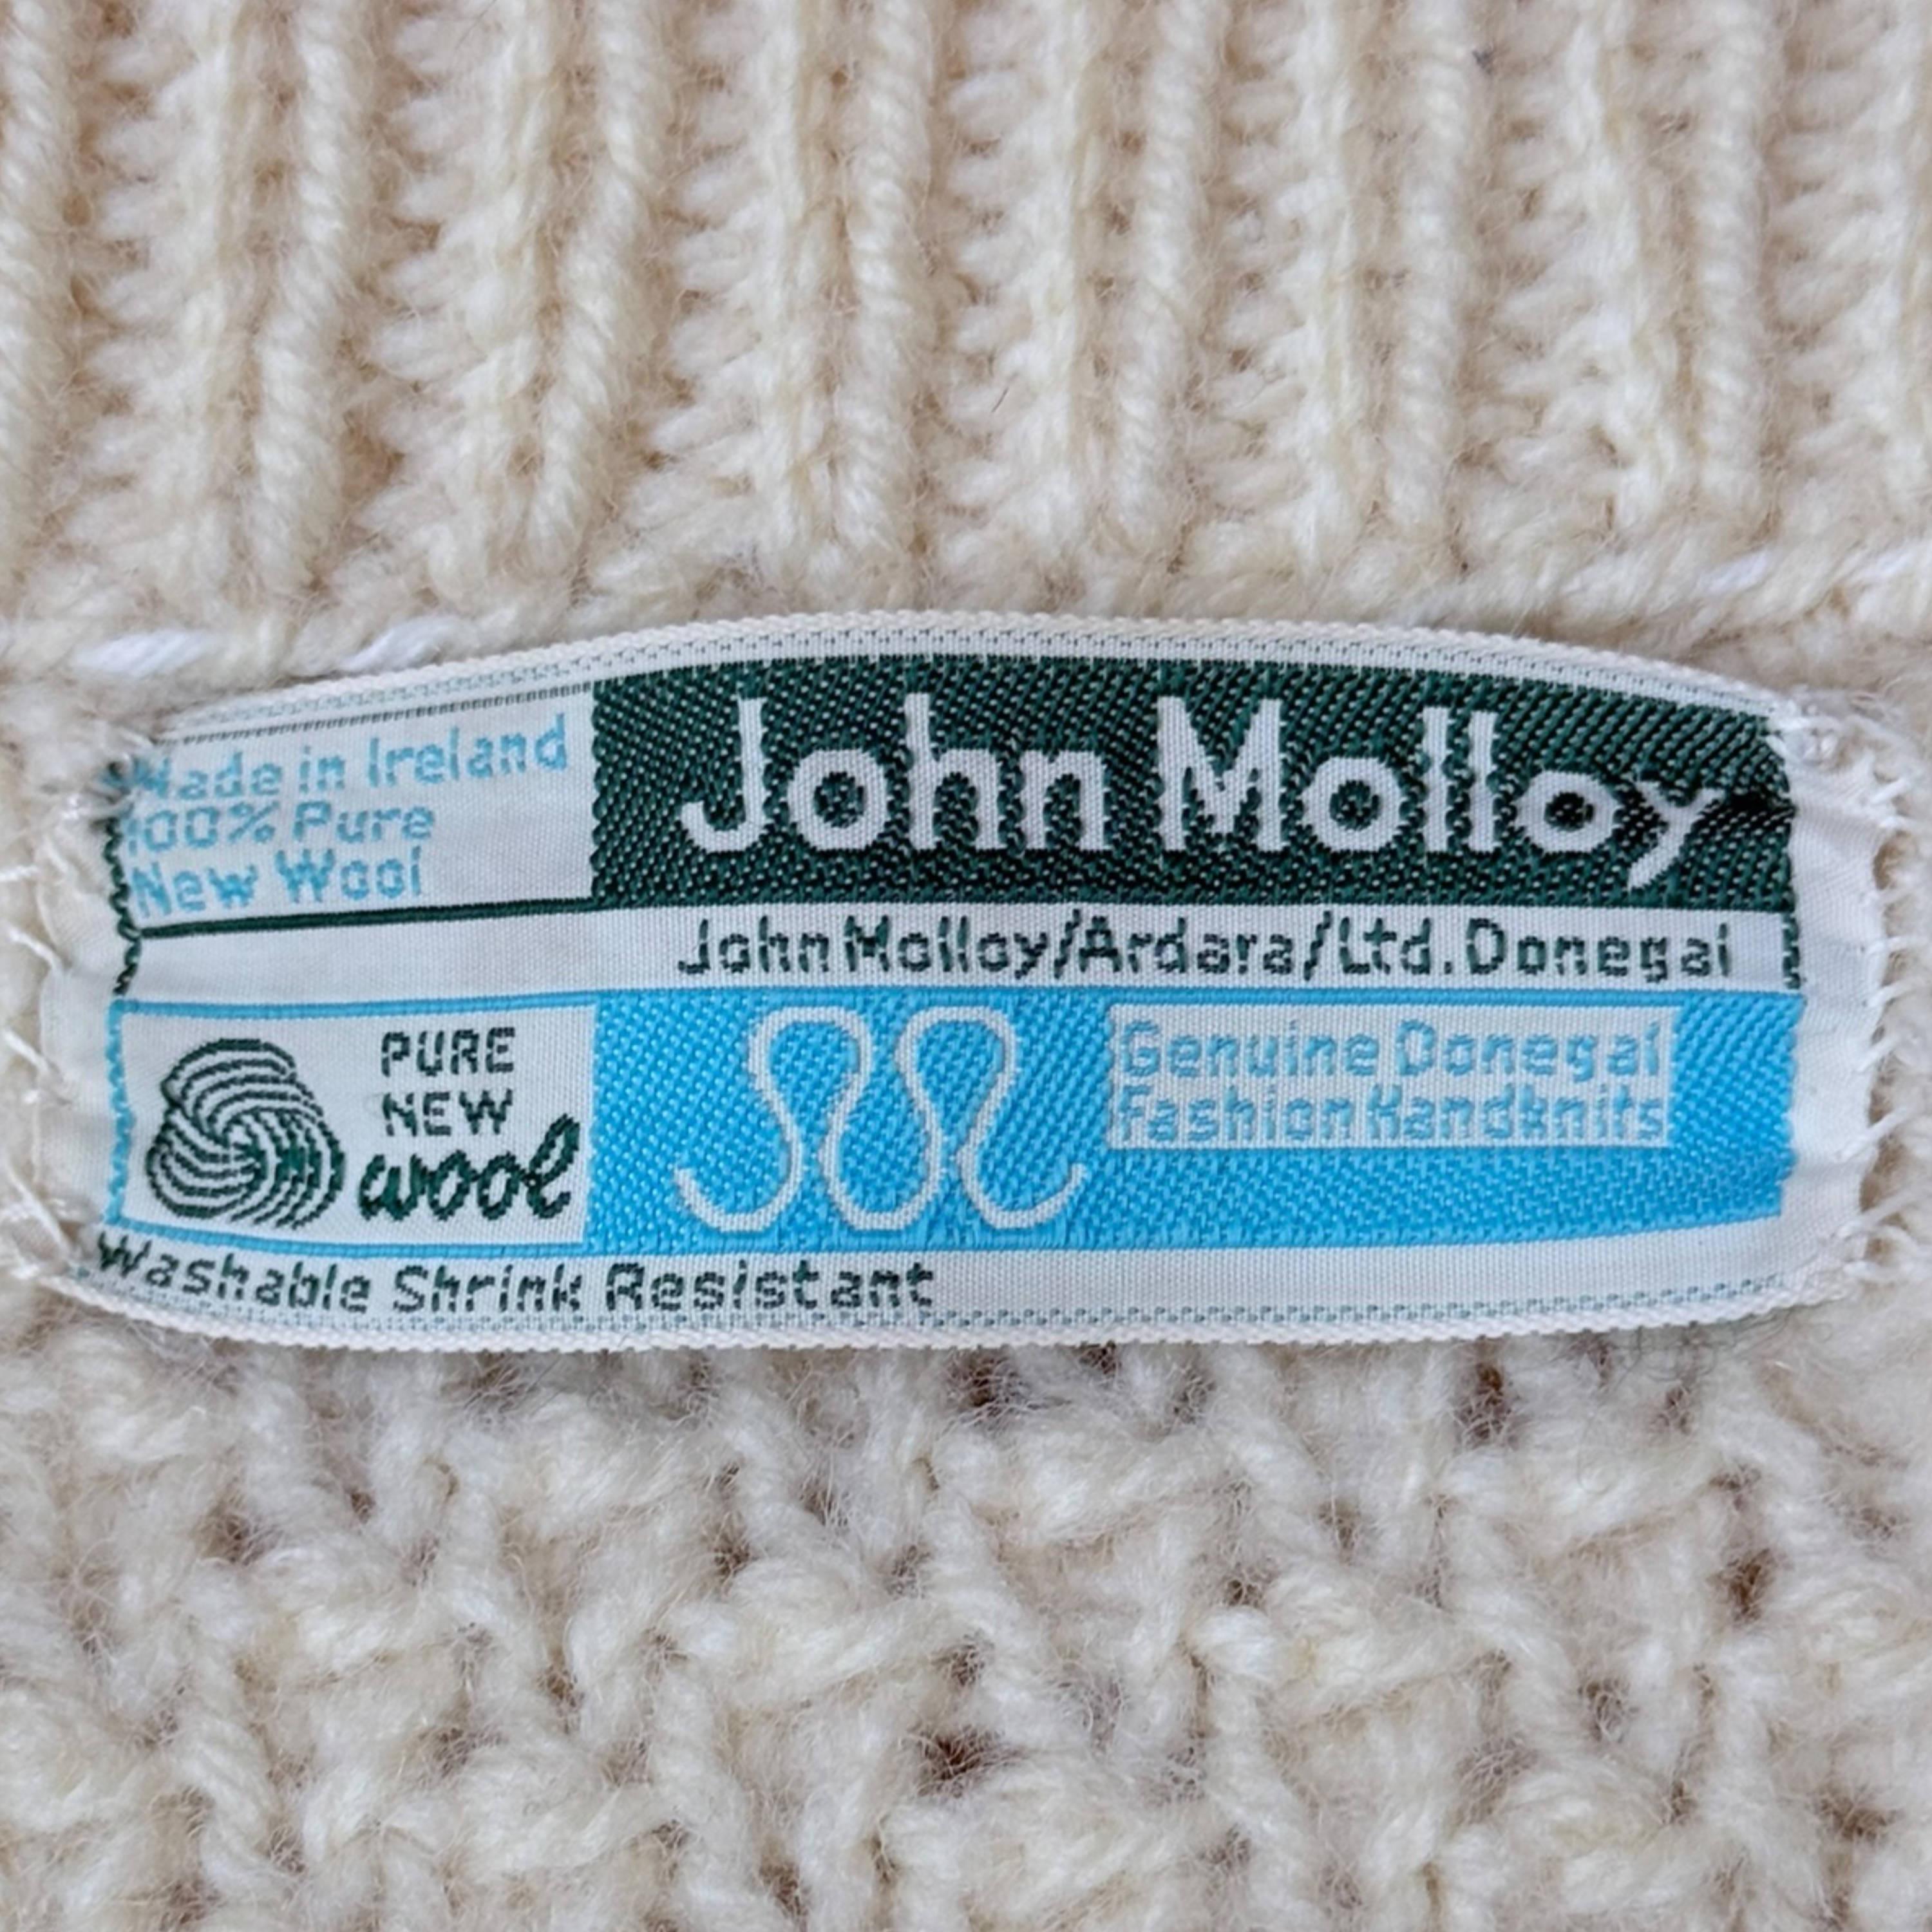 Made in Ireland
100% Pure
New Wool
John Molloy
John Molloy/Ardara/Ltd. Donegal
PURE
NEW
wool
Genuine Donegal
Fashion Handknits
Washable Shrink Resistant